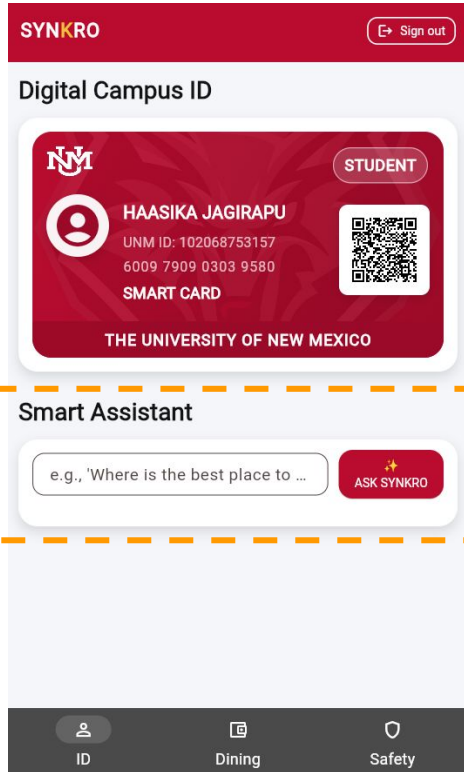 SYNKRO
Sign out
Digital Campus ID
NM
STUDENT
HAASIKA JAGIRAPU
UNM ID: 102068753157
6009 7909 0303 9580
SMART CARD
THE UNIVERSITY OF NEW MEXICO
Smart Assistant
e.g., 'Where is the best place to ...
ASK SYNKRO
ID
Dining
Safety